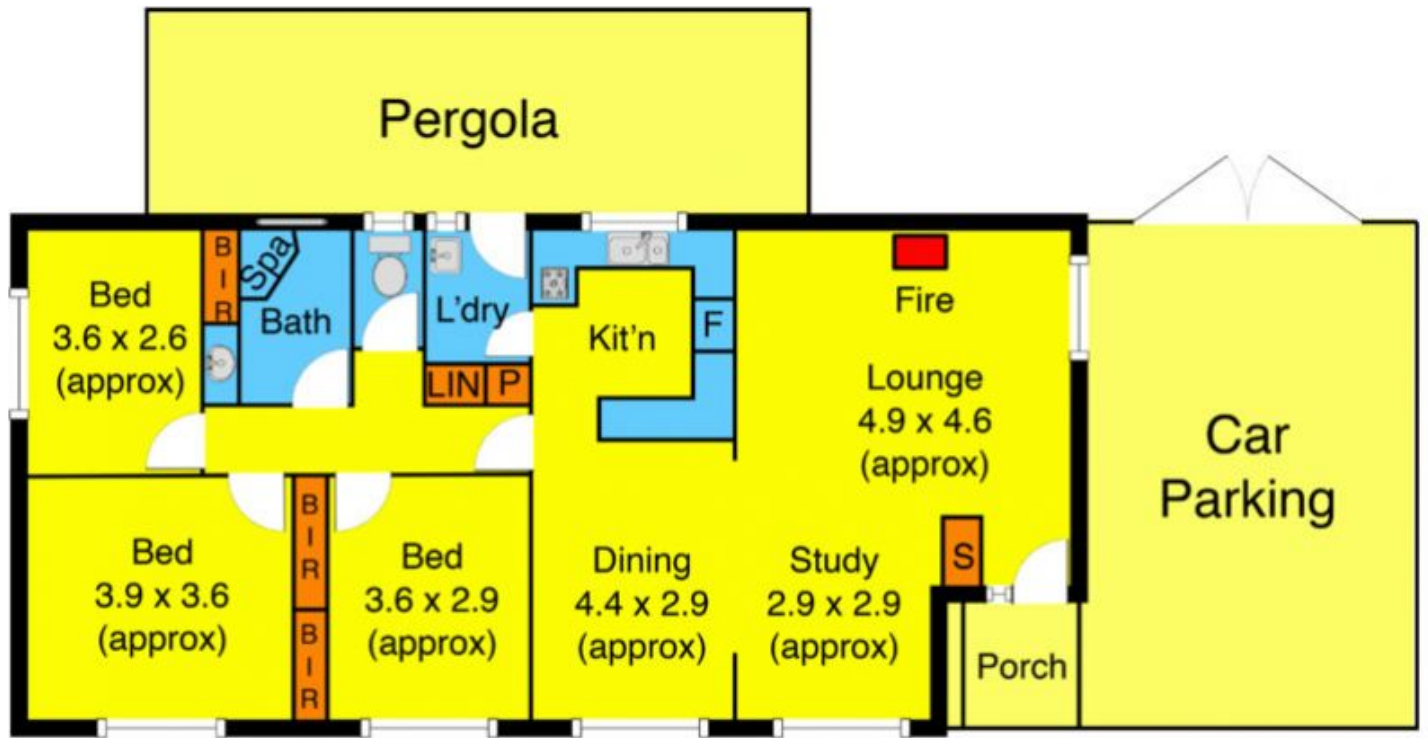 Pergola
Bed
3.6 x 2.6
(approx)
B
I
R
Spa
Bath
L'dry
LIN
P
Kit'n
F
Fire
Lounge
4.9 x 4.6
(approx)
Car
Parking
Bed
3.9 x 3.6
(approx)
B
I
R
B
I
R
Bed
3.6 x 2.9
(approx)
Dining
4.4 x 2.9
(approx)
Study
2.9 x 2.9
(approx)
S
Porch